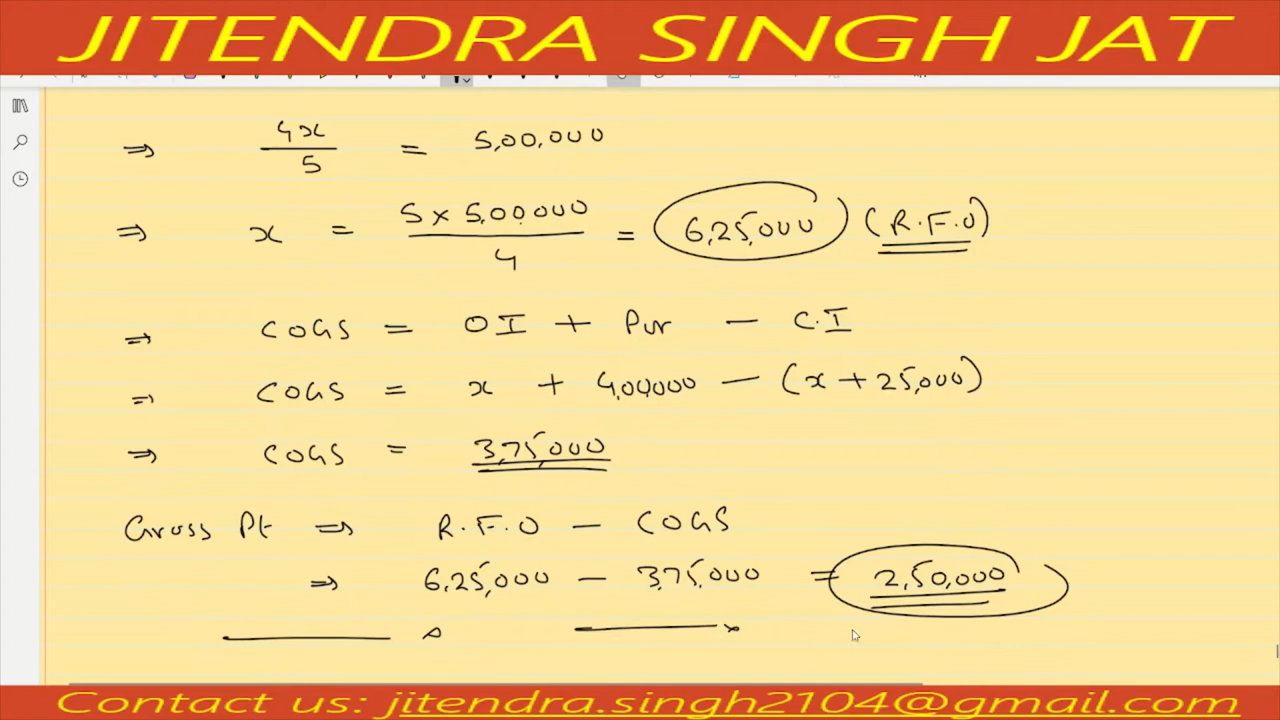 JITENDRA SINGH JAT
⇒ 4x/5 = 5,00,000
⇒ x = 5 x 5,00,000 / 4 = 6,25,000 (R.F.O)
⇒ COGS = OI + Pur - C.I
⇒ COGS = x + 4,00,000 - (x + 25,000)
⇒ COGS = 3,75,000
Gross Pt ⇒ R.F.O - COGS
⇒ 6,25,000 - 3,75,000 = 2,50,000
Contact us: jitendra.singh2104@gmail.com